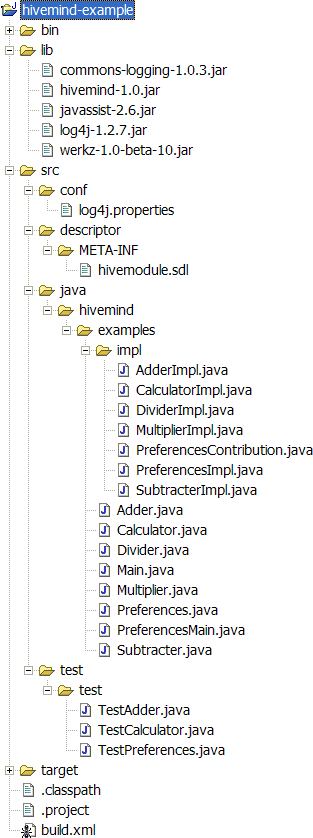 hivemind-example
bin
lib
commons-logging-1.0.3.jar
hivemind-1.0.jar
javassist-2.6.jar
log4j-1.2.7.jar
werkz-1.0-beta-10.jar
src
conf
log4j.properties
descriptor
META-INF
hivemodule.sdl
java
hivemind
examples
impl
AdderImpl.java
CalculatorImpl.java
DividerImpl.java
MultiplierImpl.java
PreferencesContribution.java
PreferencesImpl.java
SubtracterImpl.java
Adder.java
Calculator.java
Divider.java
Main.java
Multiplier.java
Preferences.java
PreferencesMain.java
Subtracter.java
test
test
TestAdder.java
TestCalculator.java
TestPreferences.java
target
.classpath
.project
build.xml